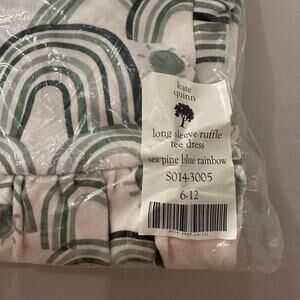 kate
quinn
long sleeve ruffle
tee dress
sea pine blue rainbow
S014-3005
6-12